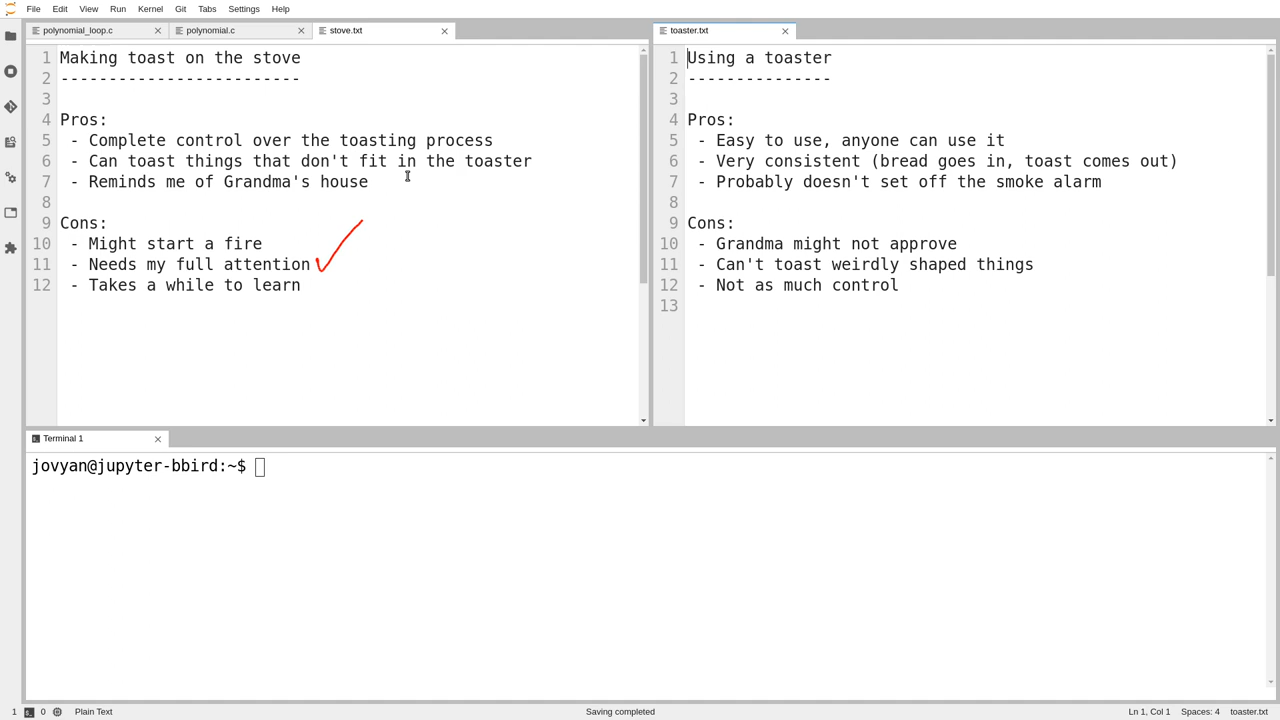 File Edit View Run Kernel Git Tabs Settings Help
polynomial_loop.c polynomial.c stove.txt
1 Making toast on the stove
2 -------------------------
3
4 Pros:
5 - Complete control over the toasting process
6 - Can toast things that don't fit in the toaster
7 - Reminds me of Grandma's house
8
9 Cons:
10 - Might start a fire
11 - Needs my full attention
12 - Takes a while to learn
toaster.txt
1 Using a toaster
2 ---------------
3
4 Pros:
5 - Easy to use, anyone can use it
6 - Very consistent (bread goes in, toast comes out)
7 - Probably doesn't set off the smoke alarm
8
9 Cons:
10 - Grandma might not approve
11 - Can't toast weirdly shaped things
12 - Not as much control
13
Terminal 1
jovyan@jupyter-bbird:~$
1 0 Plain Text Saving completed Ln 1, Col 1 Spaces: 4 toaster.txt